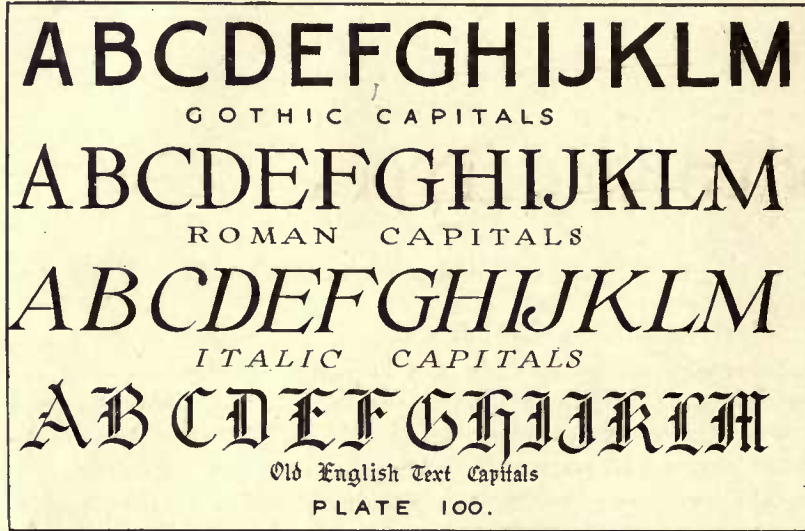 ABCDEFGHIJKLM
GOTHIC CAPITALS
ABCDEFGHIJKLM
ROMAN CAPITALS
ABCDEFGHIJKLM
ITALIC CAPITALS
ABCDEFGHIJKLM
Old English Text Capitals
PLATE 100.